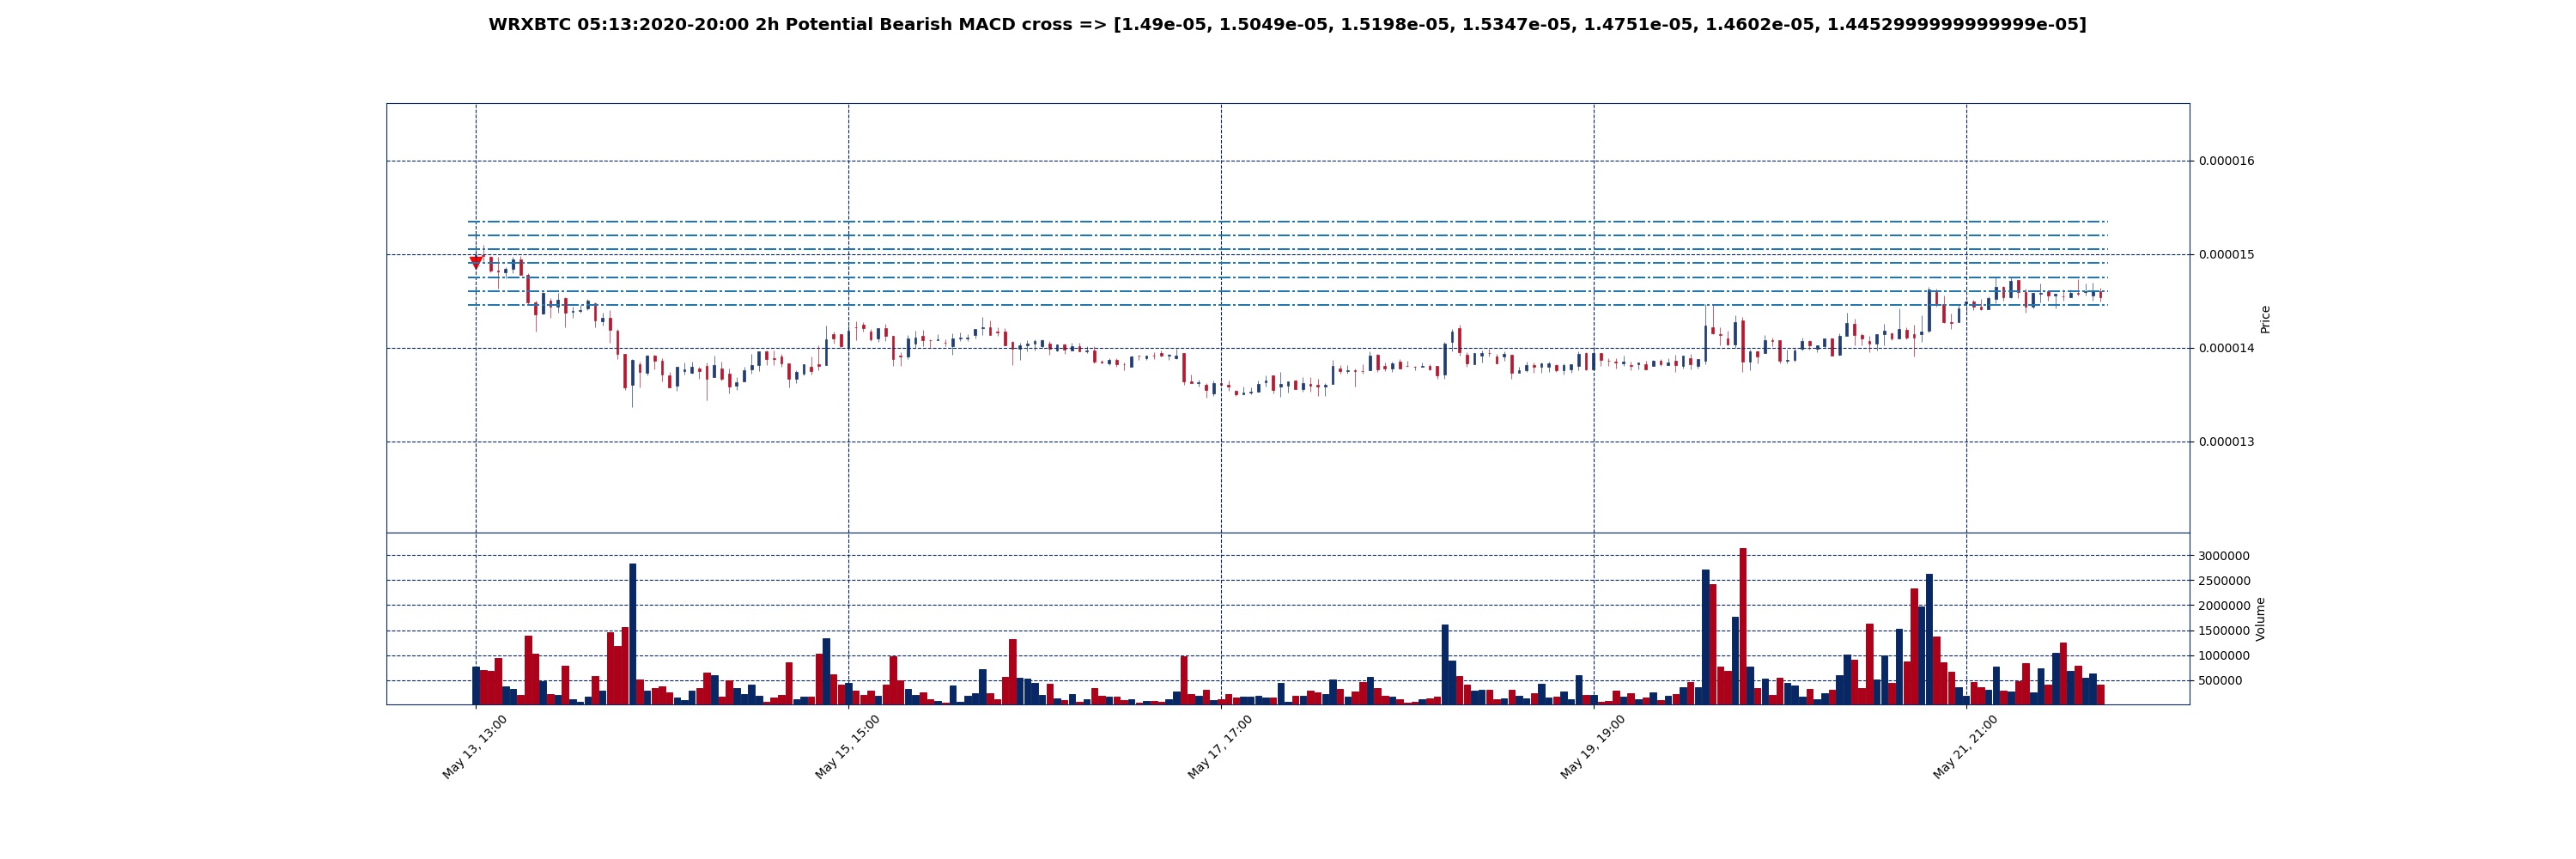 WRXBTC 05:13:2020-20:00 2h Potential Bearish MACD cross => [1.49e-05, 1.5049e-05, 1.5198e-05, 1.5347e-05, 1.4751e-05, 1.4602e-05, 1.4452999999999999e-05]
0.000016
0.000015
0.000014
0.000013
Price
3000000
2500000
2000000
1500000
1000000
500000
Volume
May 13, 13:00
May 15, 15:00
May 17, 17:00
May 19, 19:00
May 21, 21:00